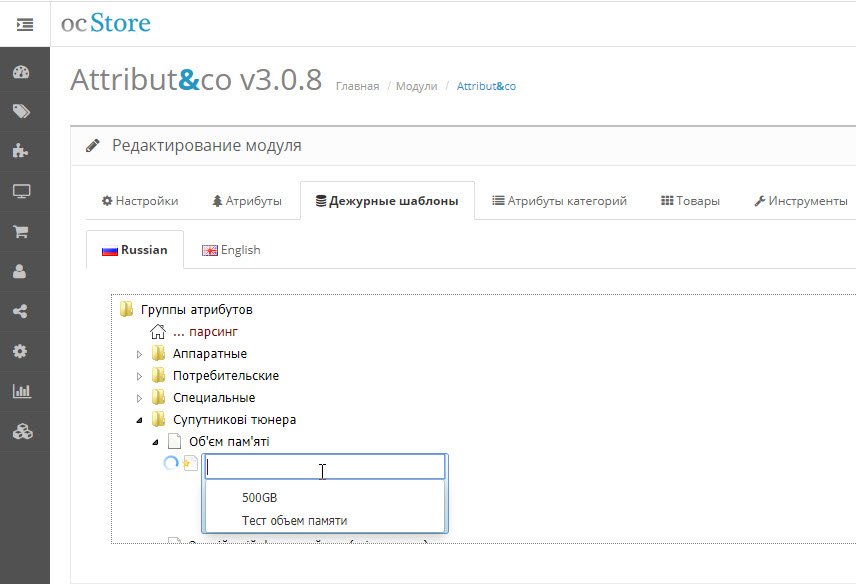 ocStore
Attribut&co v3.0.8 Главная / Модули / Attribut&co
Редактирование модуля
Настройки Атрибуты Дежурные шаблоны Атрибуты категорий Товары Инструменты
Russian English
Группы атрибутов
... парсинг
Аппаратные
Потребительские
Специальные
Супутникові тюнера
Об'єм пам'яті
500GB
Тест объем памяти